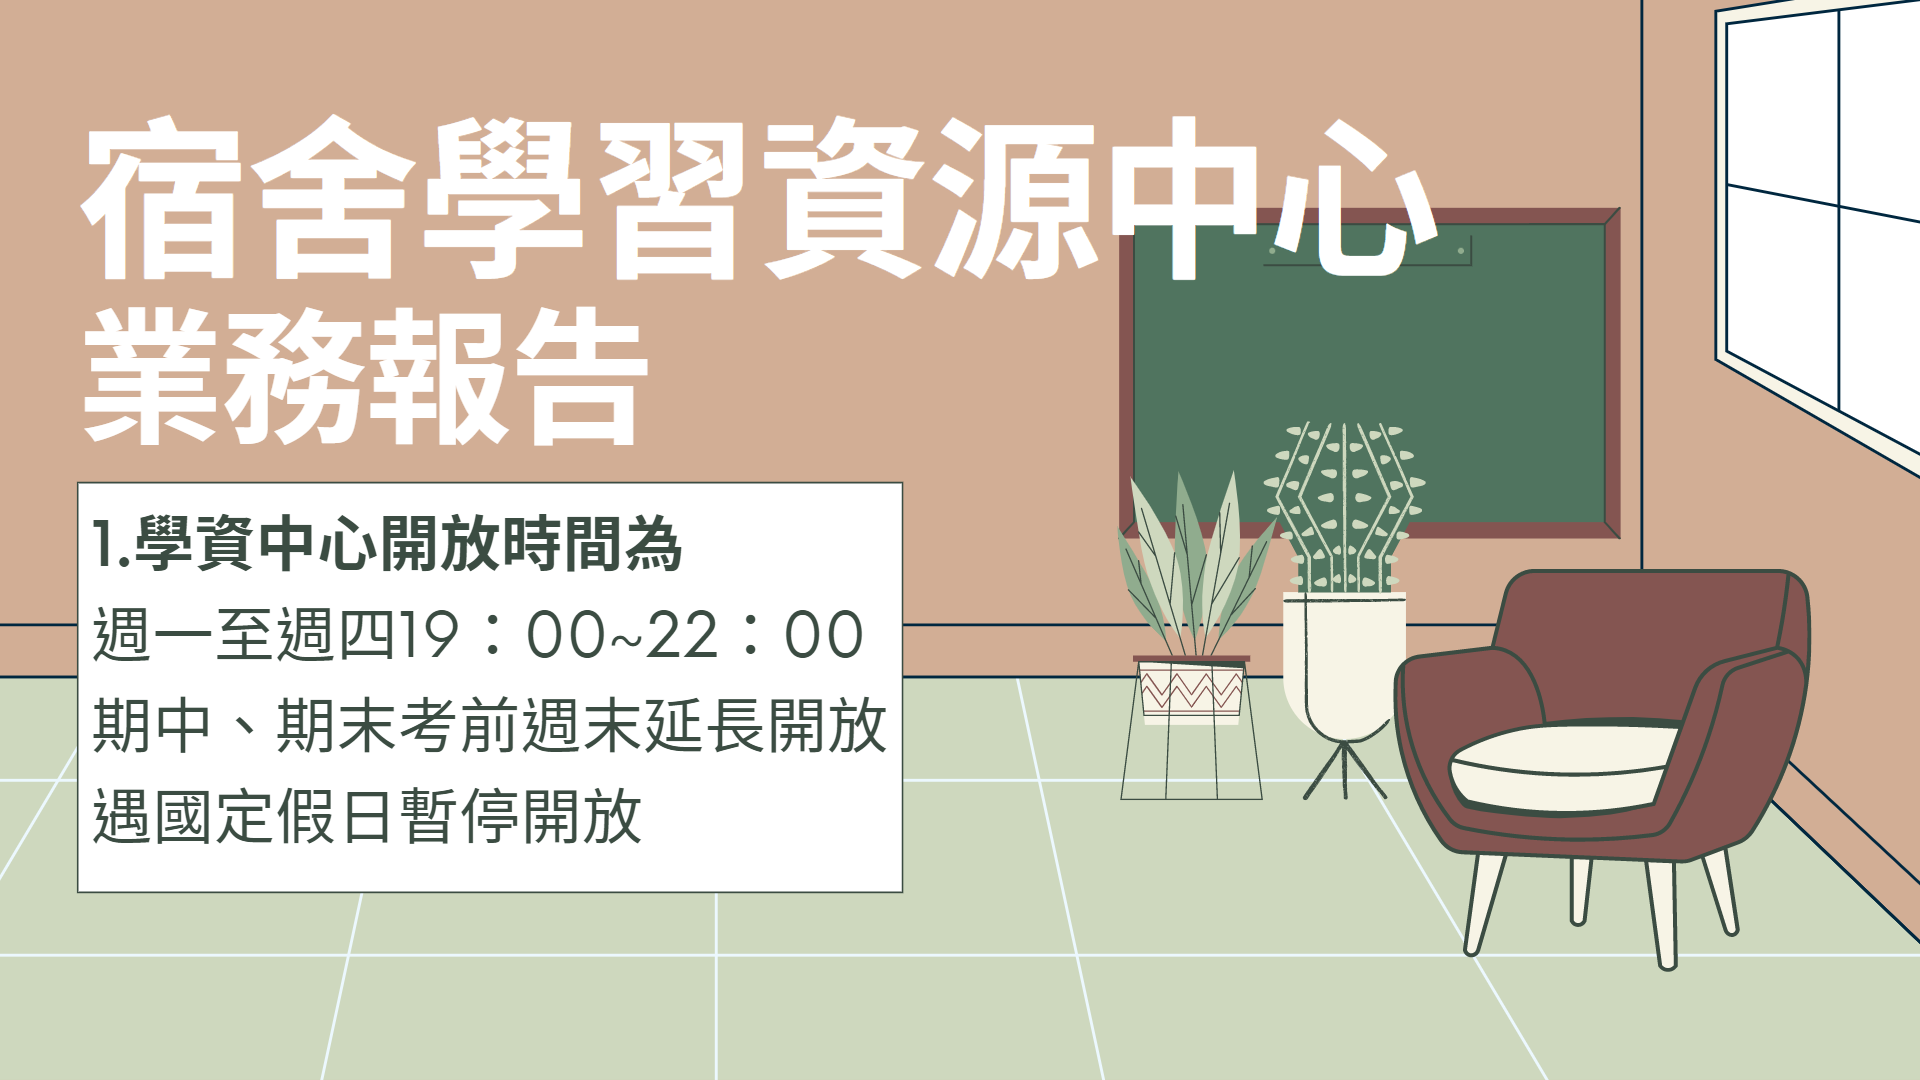 宿舍學習資源中心
業務報告
1.學資中心開放時間為
週一至週四19：00~22：00
期中、期末考前週末延長開放
遇國定假日暫停開放